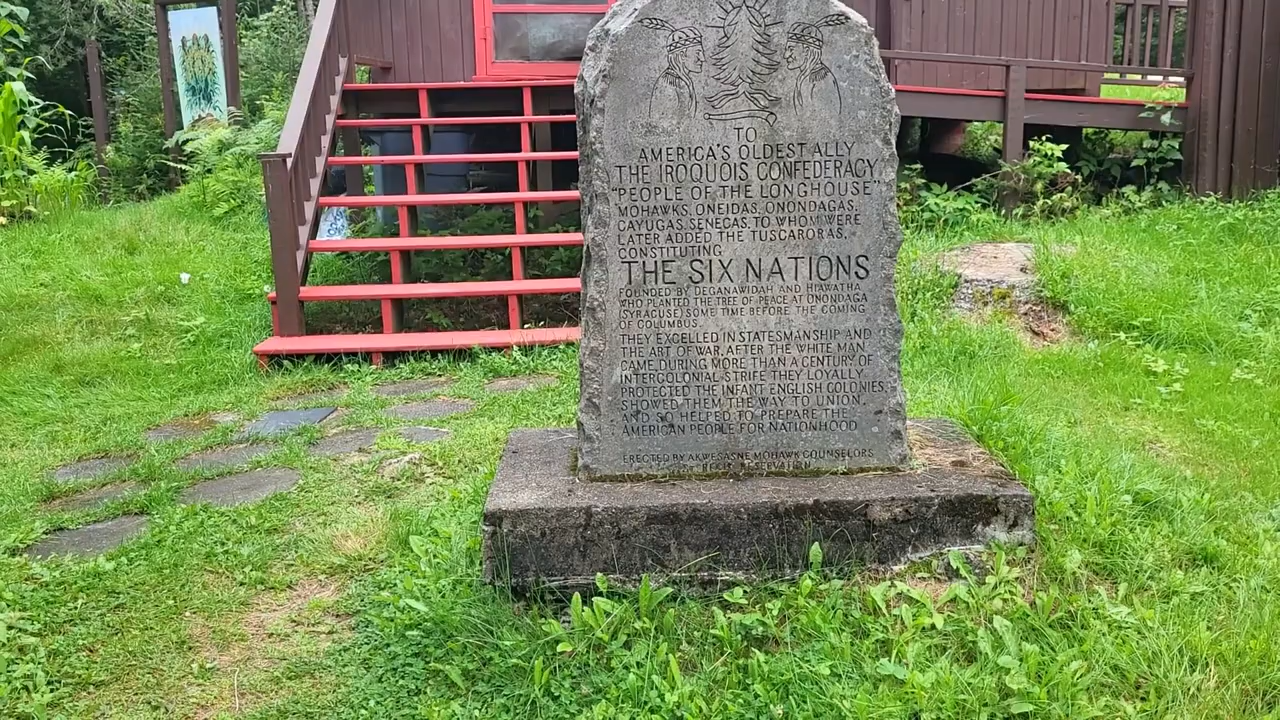 TO
AMERICA'S OLDEST ALLY
THE IROQUOIS CONFEDERACY
"PEOPLE OF THE LONGHOUSE"
MOHAWKS, ONEIDAS, ONONDAGAS,
CAYUGAS, SENECAS, TO WHOM WERE
LATER ADDED THE TUSCARORAS,
CONSTITUTING
THE SIX NATIONS
FOUNDED BY DEGANAWIDAH AND HIAWATHA
WHO PLANTED THE TREE OF PEACE AT ONONDAGA
(SYRACUSE) SOME TIME BEFORE THE COMING
OF COLUMBUS.
THEY EXCELLED IN STATESMANSHIP AND
THE ART OF WAR. AFTER THE WHITE MAN
CAME, DURING MORE THAN A CENTURY OF
INTERCOLONIAL STRIFE THEY LOYALLY
PROTECTED THE INFANT ENGLISH COLONIES,
SHOWED THEM THE WAY TO UNION,
AND SO HELPED TO PREPARE THE
AMERICAN PEOPLE FOR NATIONHOOD
ERECTED BY AKWESASNE MOHAWK COUNSELORS
REGIS RESERVATION